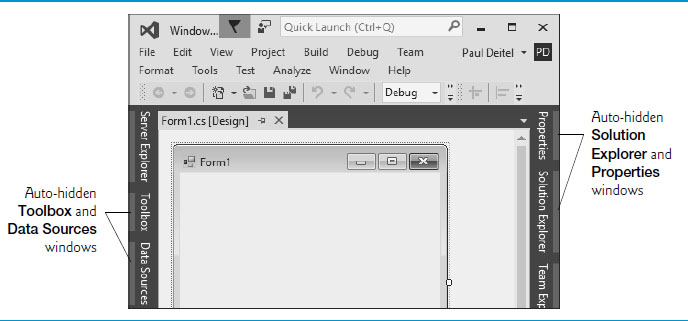 Window...
Quick Launch (Ctrl+Q)
File Edit View Project Build Debug Team
Paul Deitel PD
Format Tools Test Analyze Window Help
Debug
Form1.cs [Design]
Form1
Server Explorer
Toolbox
Data Sources
Properties
Solution Explorer
Team Exp
Auto-hidden
Toolbox and
Data Sources
windows
Auto-hidden
Solution
Explorer and
Properties
windows